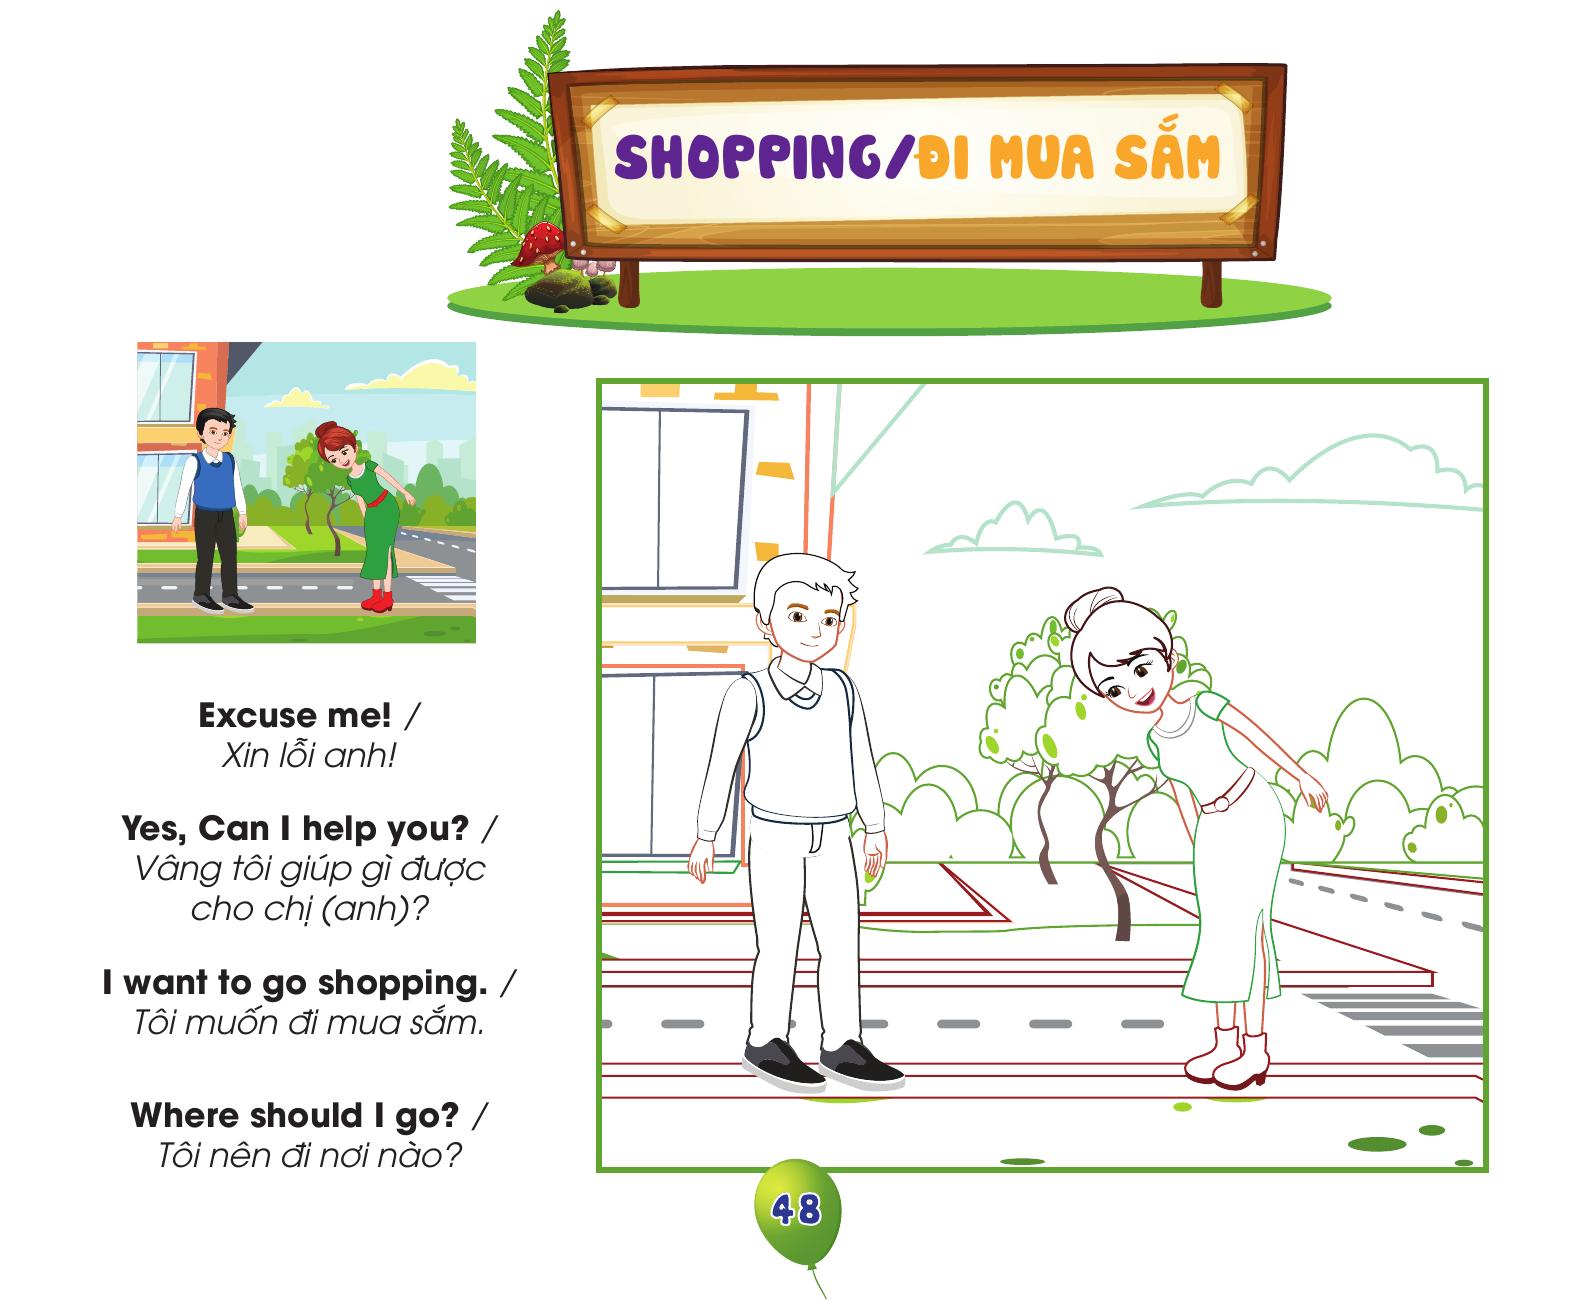 SHOPPING/ĐI MUA SẮM
Excuse me! /
Xin lỗi anh!
Yes, Can I help you? /
Vâng tôi giúp gì được
cho chị (anh)?
I want to go shopping. /
Tôi muốn đi mua sắm.
Where should I go? /
Tôi nên đi nơi nào?
48